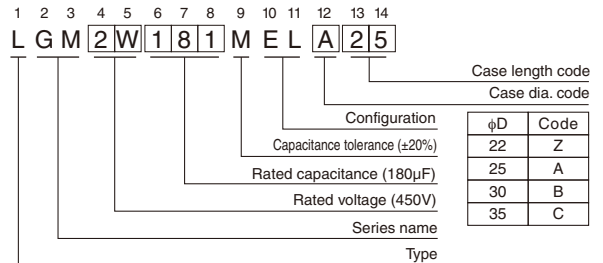 1 2 3 4 5 6 7 8 9 10 11 12 13 14
L G M 2 W 1 8 1 M E L A 2 5
Case length code
Case dia. code
Configuration
Capacitance tolerance (±20%)
Rated capacitance (180µF)
Rated voltage (450V)
Series name
Type
ϕD Code
22 Z
25 A
30 B
35 C